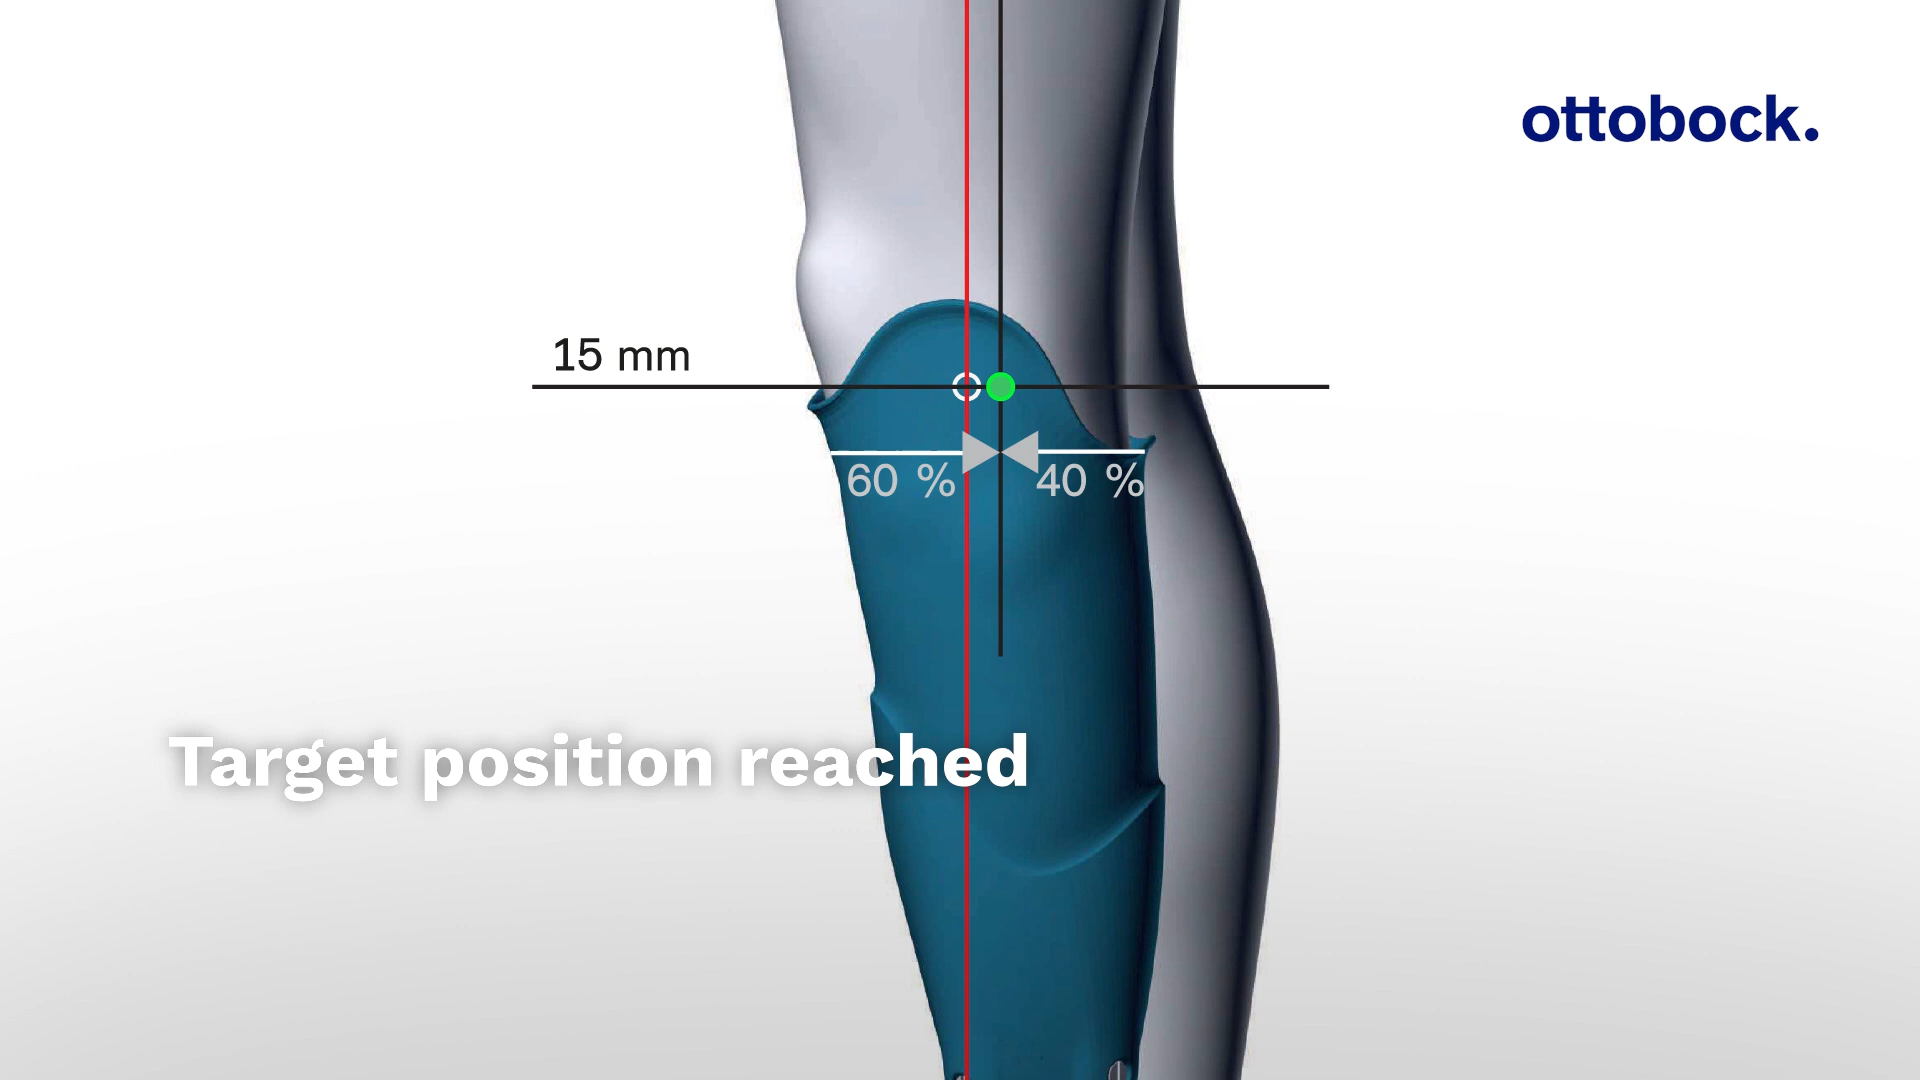 ottobock.
15 mm
60 % 40 %
Target position reached